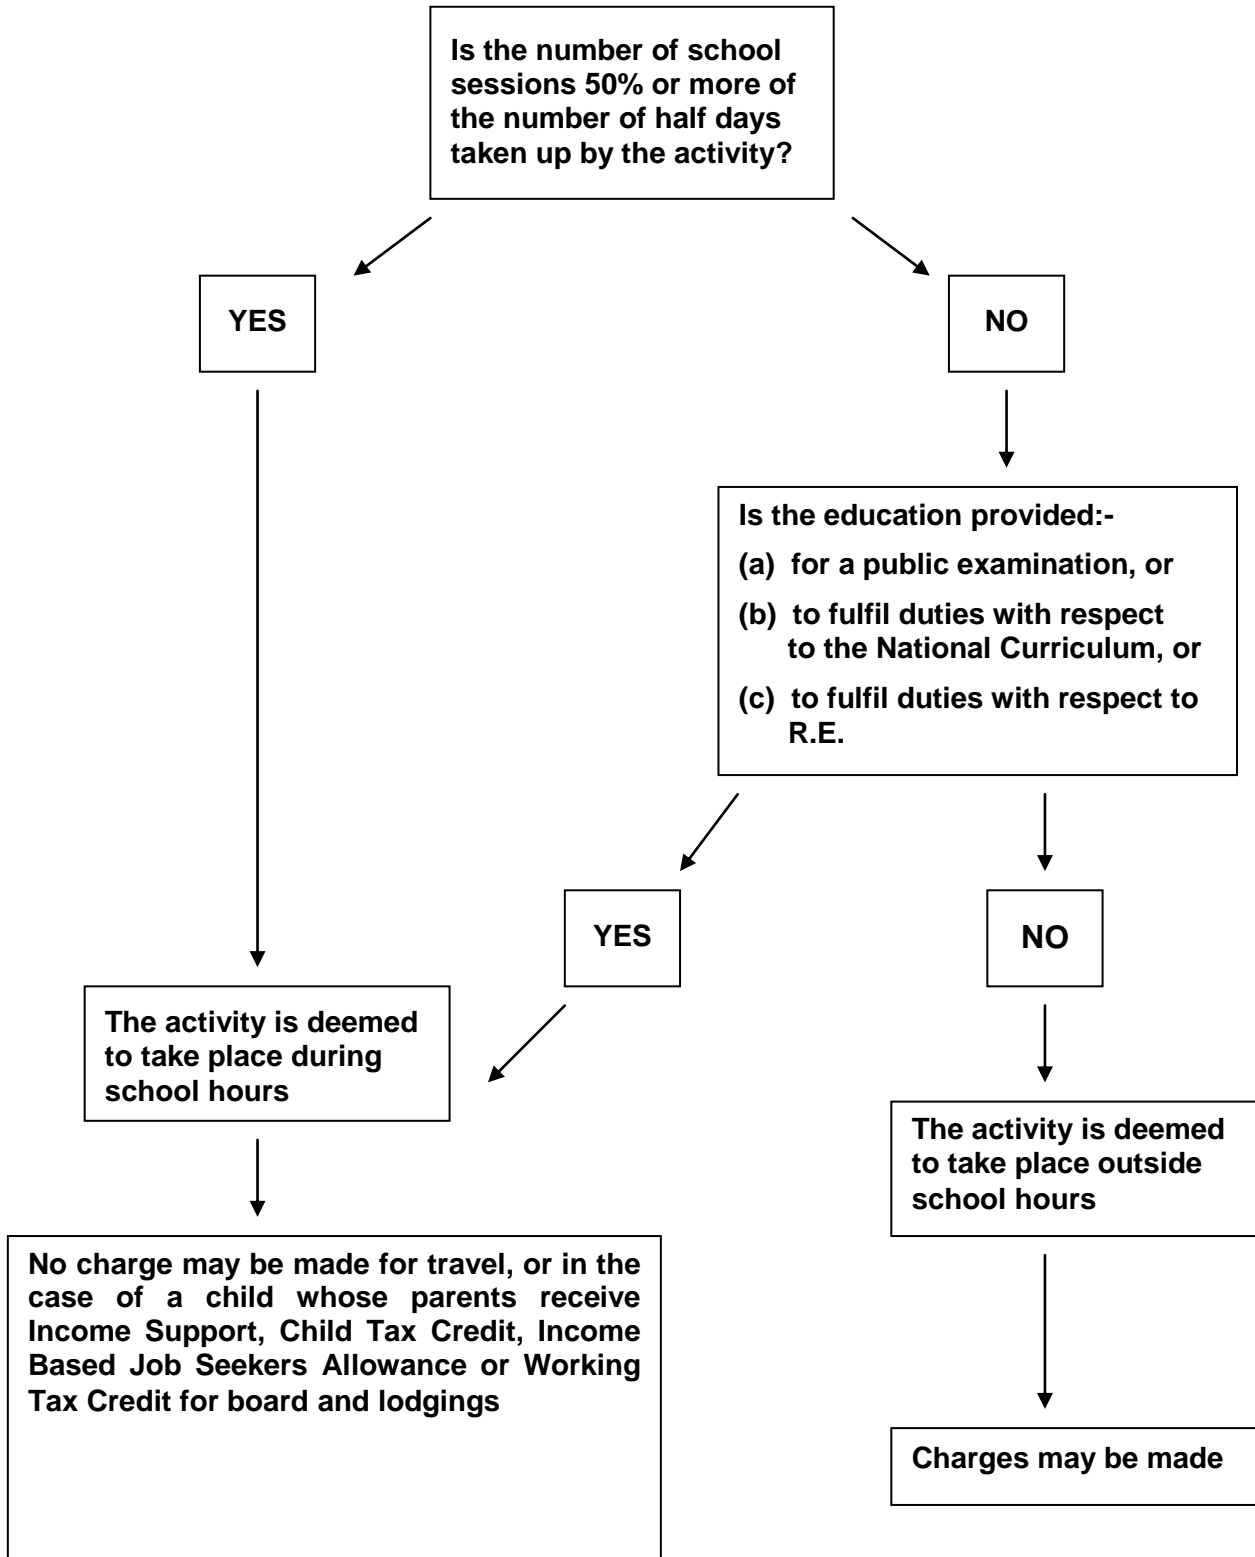 Is the number of school
sessions 50% or more of
the number of half days
taken up by the activity?
YES
NO
Is the education provided:-
(a) for a public examination, or
(b) to fulfil duties with respect
to the National Curriculum, or
(c) to fulfil duties with respect to
R.E.
YES
NO
The activity is deemed
to take place during
school hours
The activity is deemed
to take place outside
school hours
No charge may be made for travel, or in the
case of a child whose parents receive
Income Support, Child Tax Credit, Income
Based Job Seekers Allowance or Working
Tax Credit for board and lodgings
Charges may be made